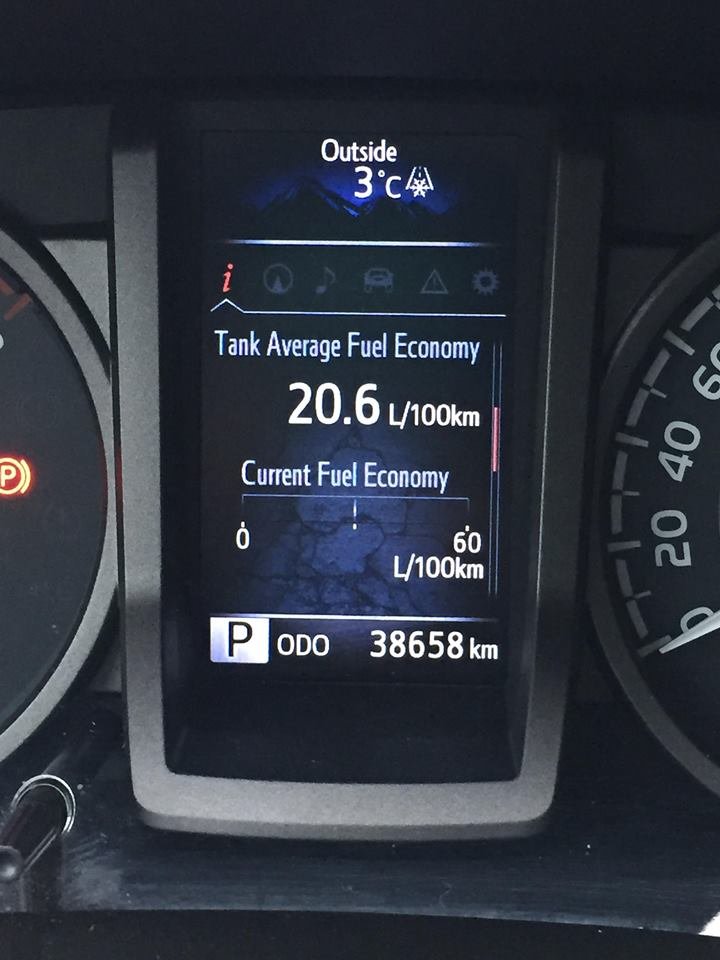 Outside
3°C
i
Tank Average Fuel Economy
20.6 L/100km
Current Fuel Economy
0 60
L/100km
P ODO 38658 km
P
60
40
20
0